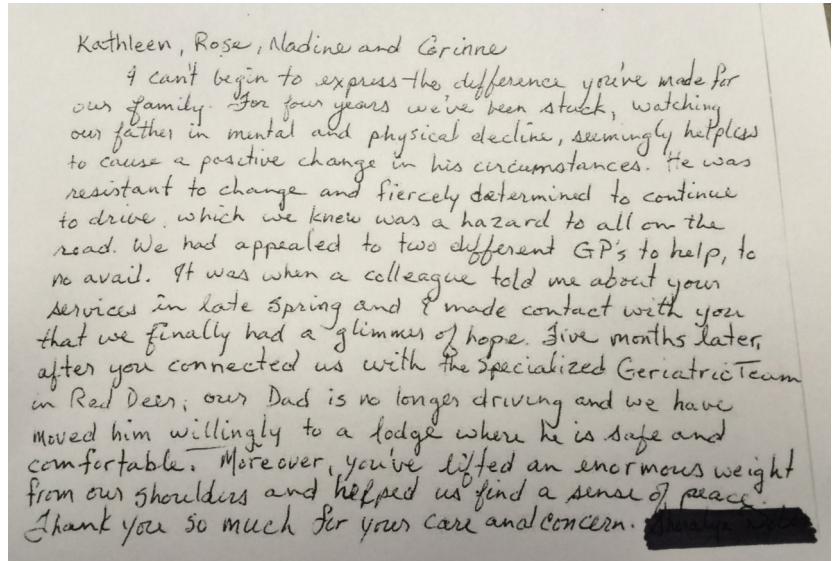 Kathleen, Rose, Nadine and Corinne
I can't begin to express the difference you've made for
our family. For four years we've been stuck, watching
our father in mental and physical decline, seemingly helpless
to cause a positive change in his circumstances. He was
resistant to change and fiercely determined to continue
to drive, which we knew was a hazard to all on the
road. We had appealed to two different GP's to help, to
no avail. It was when a colleague told me about your
services in late Spring and I made contact with you
that we finally had a glimmer of hope. Five months later,
after you connected us with the Specialized Geriatric Team
in Red Deer; our Dad is no longer driving and we have
moved him willingly to a lodge where he is safe and
comfortable. Moreover, you've lifted an enormous weight
from our shoulders and helped us find a sense of peace.
Thank you so much for your care and concern.